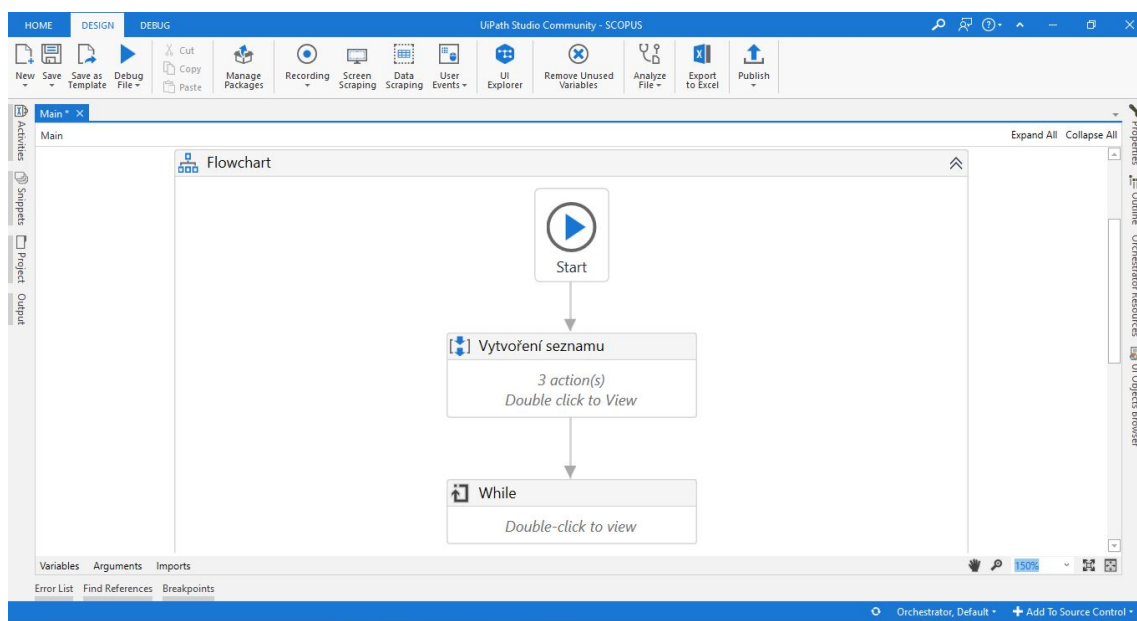 HOME DESIGN DEBUG UiPath Studio Community - SCOPUS
New Save Save as Template Debug File Cut Copy Paste Manage Packages Recording Screen Scraping Data Scraping User Events UI Explorer Remove Unused Variables Analyze File Export to Excel Publish
Main* ×
Main Expand All Collapse All
Activities
Snippets
Project
Output
Flowchart
Start
[ ] Vytvoření seznamu
3 action(s)
Double click to View
While
Double-click to view
Properties
Outline
Orchestrator Resources
UI Objects Browser
Variables Arguments Imports 150%
Error List Find References Breakpoints
Orchestrator, Default Add To Source Control